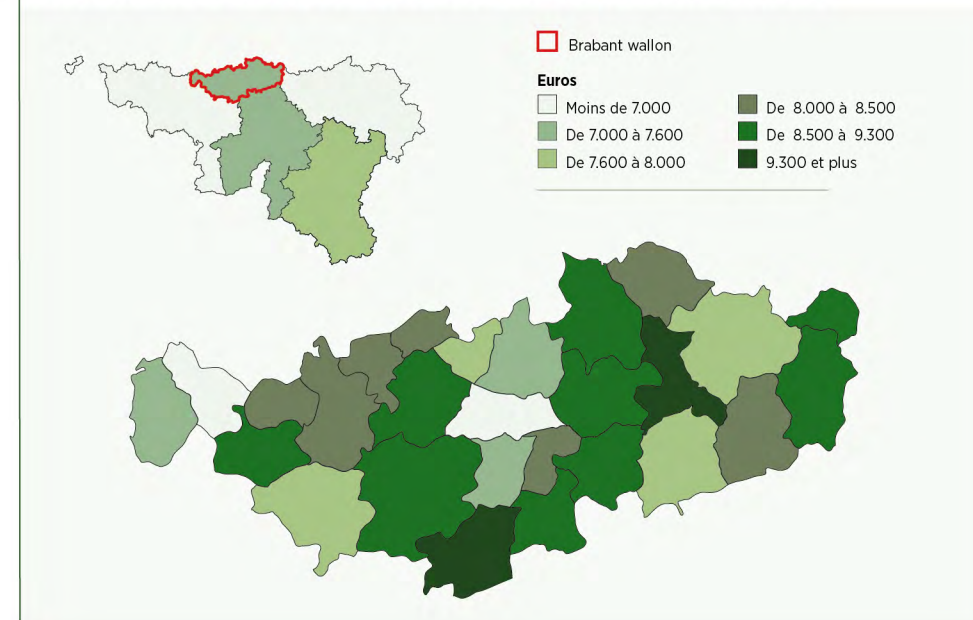 Brabant wallon
Euros
Moins de 7.000
De 7.000 à 7.600
De 7.600 à 8.000
De 8.000 à 8.500
De 8.500 à 9.300
9.300 et plus